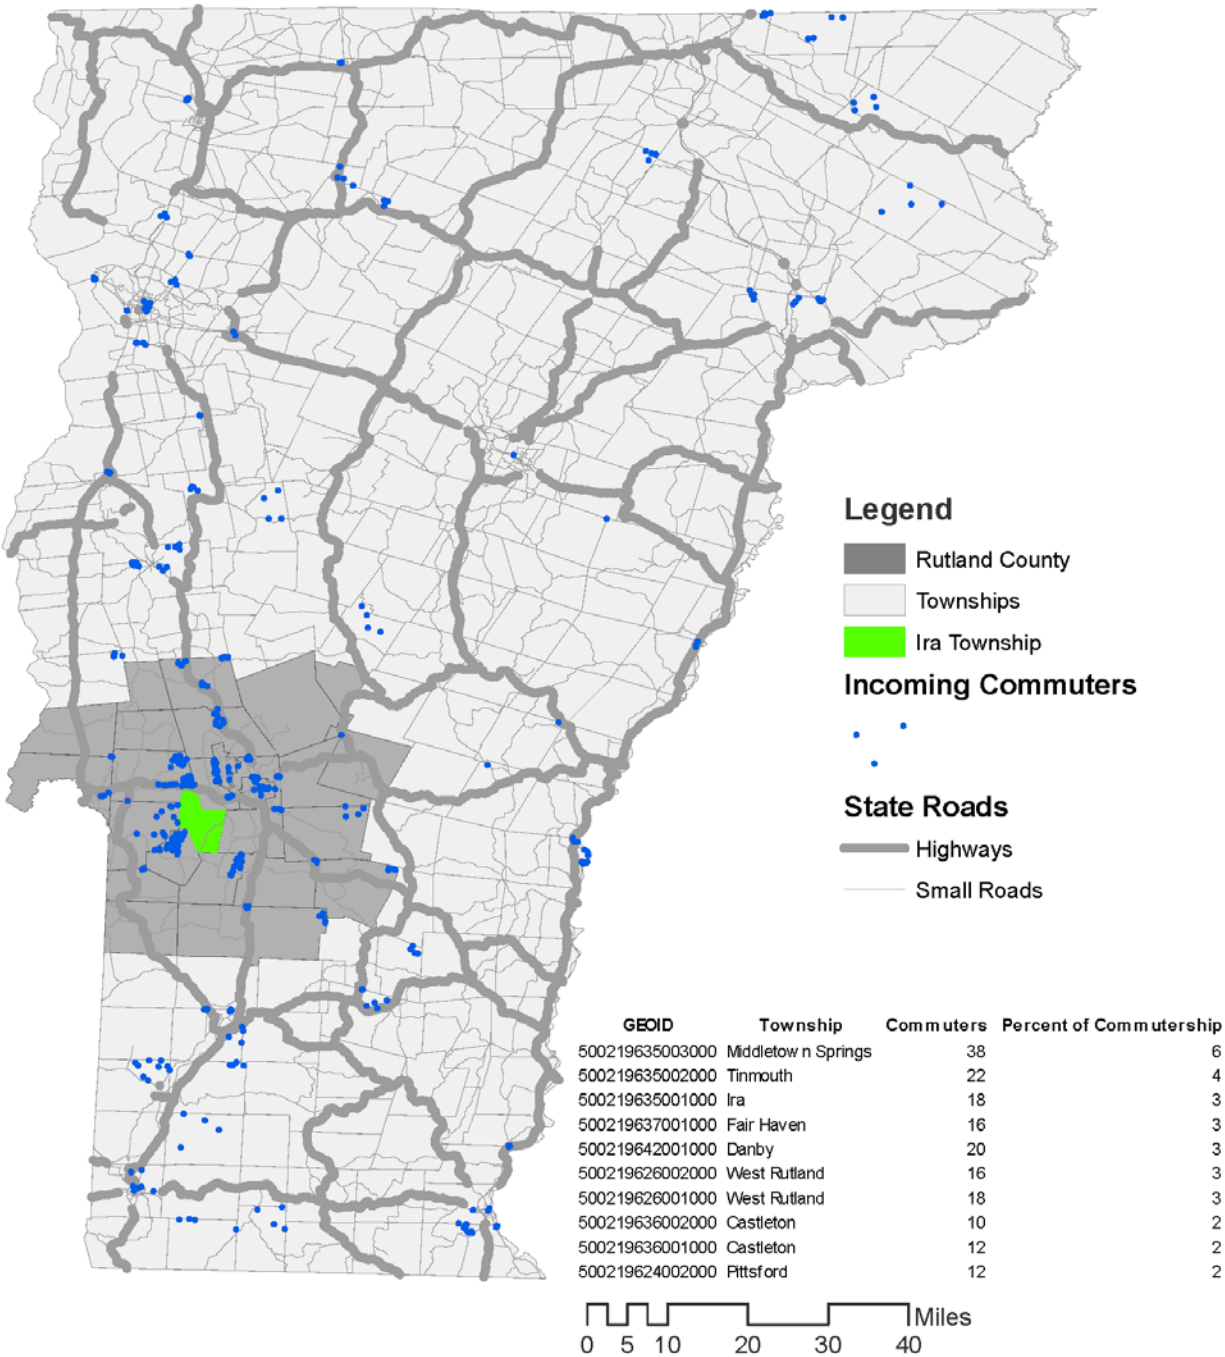 Legend
Rutland County
Townships
Ira Township
Incoming Commuters
State Roads
Highways
Small Roads
GEOID Township Commuters Percent of Commutership
500219635003000 Middletown Springs 38 6
500219635002000 Tinmouth 22 4
500219635001000 Ira 18 3
500219637001000 Fair Haven 16 3
500219642001000 Danby 20 3
500219626002000 West Rutland 16 3
500219626001000 West Rutland 18 3
500219636002000 Castleton 10 2
500219636001000 Castleton 12 2
500219624002000 Pittsford 12 2
Miles
0 5 10 20 30 40